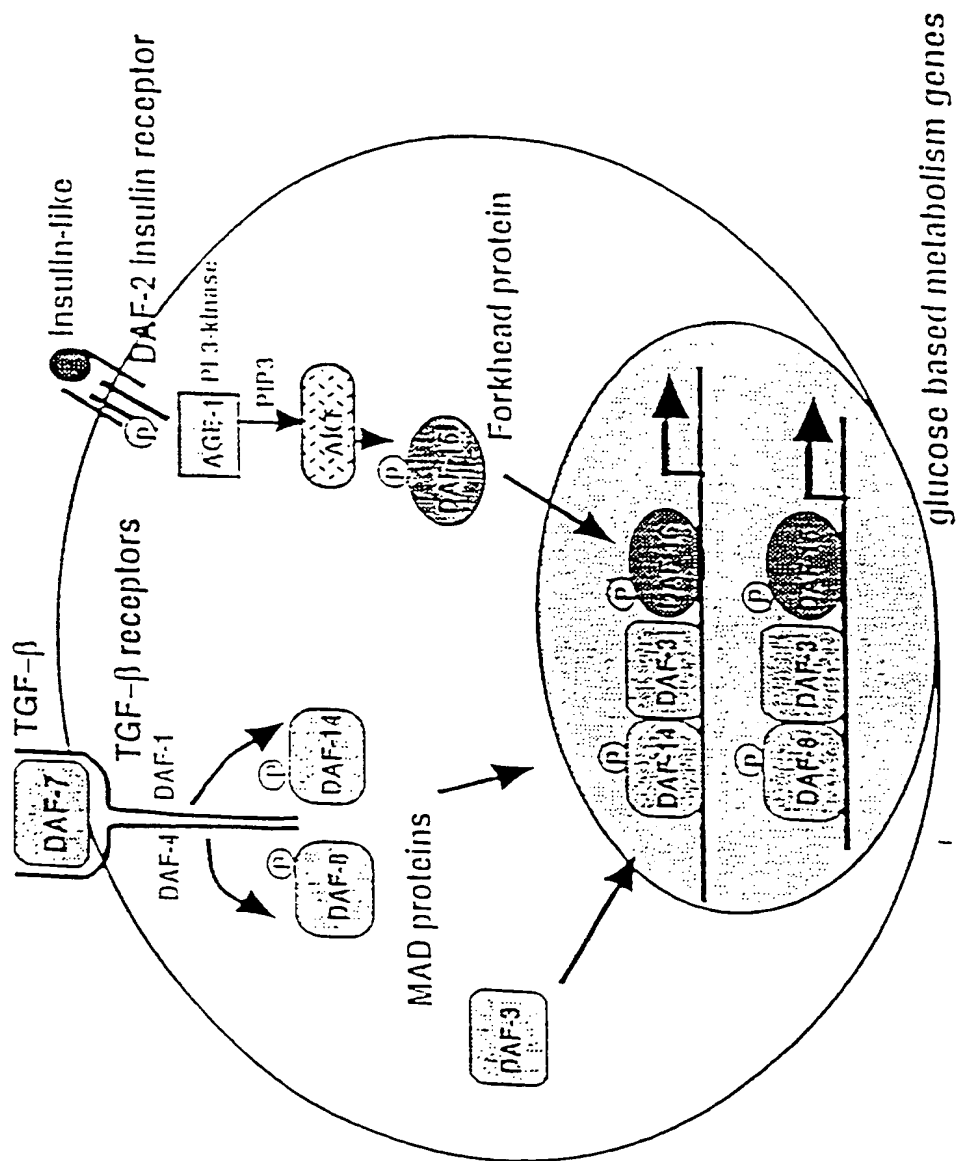 TGF-β
DAF-7
TGF-β receptors
DAF-4
DAF-1
Insulin-like
DAF-2 Insulin receptor
P
AGE-1
PI 3-kinase
PIP3
AKT
P
DAF-16
Forkhead protein
P
DAF-8
P
DAF-14
MAD proteins
DAF-3
P
DAF-14
DAF-3
P
DAF-16
P
DAF-8
DAF-3
P
DAF-16
glucose based metabolism genes